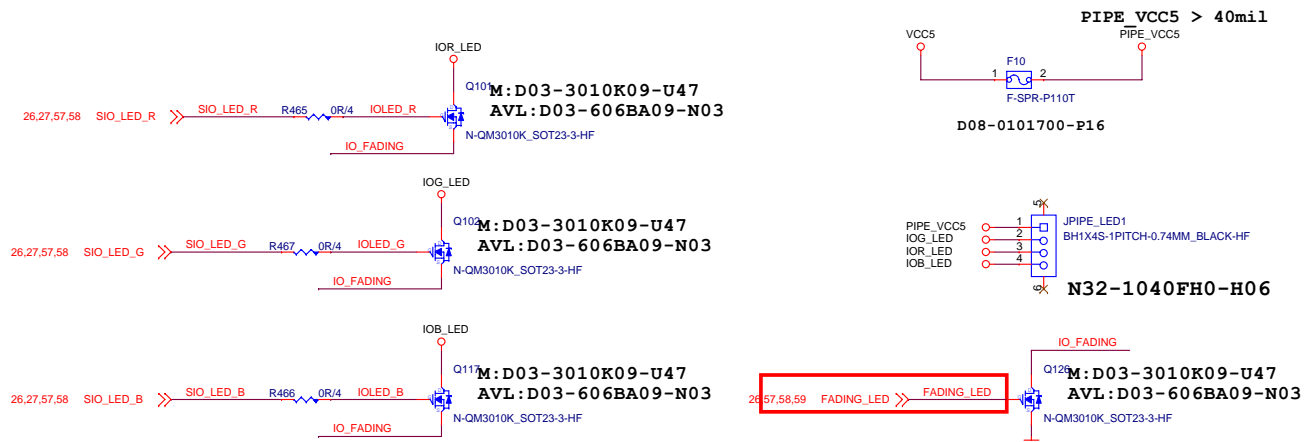 PIPE_VCC5 > 40mil
VCC5
PIPE_VCC5
F10
1
2
F-SPR-P110T
D08-0101700-P16
IOR_LED
Q101
M:D03-3010K09-U47
AVL:D03-606BA09-N03
26,27,57,58 SIO_LED_R
SIO_LED_R
R465
0R/4
IOLED_R
N-QM3010K_SOT23-3-HF
IO_FADING
IOG_LED
Q102
M:D03-3010K09-U47
AVL:D03-606BA09-N03
26,27,57,58 SIO_LED_G
SIO_LED_G
R467
0R/4
IOLED_G
N-QM3010K_SOT23-3-HF
IO_FADING
5
JPIPE_LED1
BH1X4S-1PITCH-0.74MM_BLACK-HF
PIPE_VCC5
1
IOG_LED
2
IOR_LED
3
IOB_LED
4
6
N32-1040FH0-H06
IOB_LED
Q117
M:D03-3010K09-U47
AVL:D03-606BA09-N03
26,27,57,58 SIO_LED_B
SIO_LED_B
R466
0R/4
IOLED_B
N-QM3010K_SOT23-3-HF
IO_FADING
IO_FADING
Q126
M:D03-3010K09-U47
AVL:D03-606BA09-N03
26,57,58,59 FADING_LED
FADING_LED
N-QM3010K_SOT23-3-HF